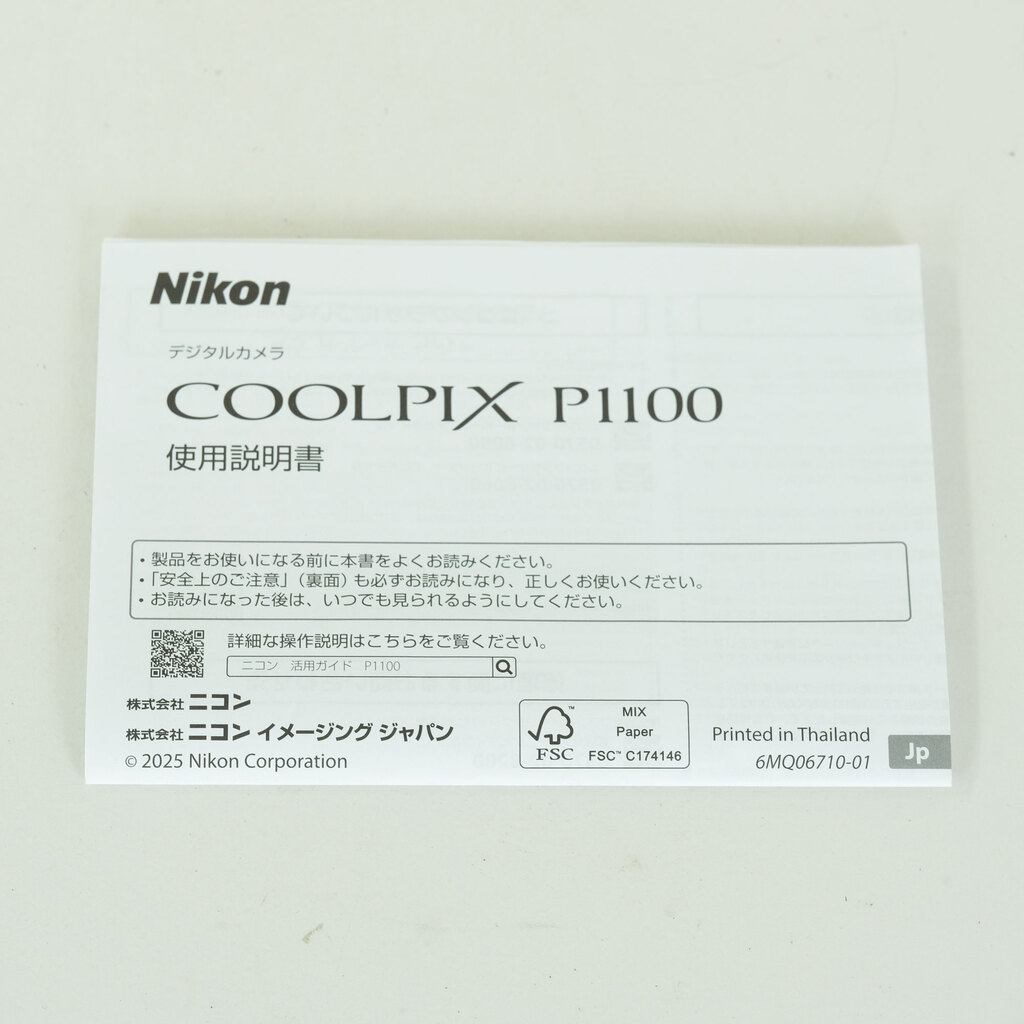 Nikon
デジタルカメラ
COOLPIX P1100
使用説明書
・製品をお使いになる前に本書をよくお読みください。
・「安全上のご注意」（裏面）も必ずお読みになり、正しくお使いください。
・お読みになった後は、いつでも見られるようにしてください。
詳細な操作説明はこちらをご覧ください。
ニコン 活用ガイド P1100
株式会社 ニコン
株式会社 ニコン イメージング ジャパン
© 2025 Nikon Corporation
FSC™
MIX
Paper
FSC™ C174146
Printed in Thailand
6MQ06710-01
Jp